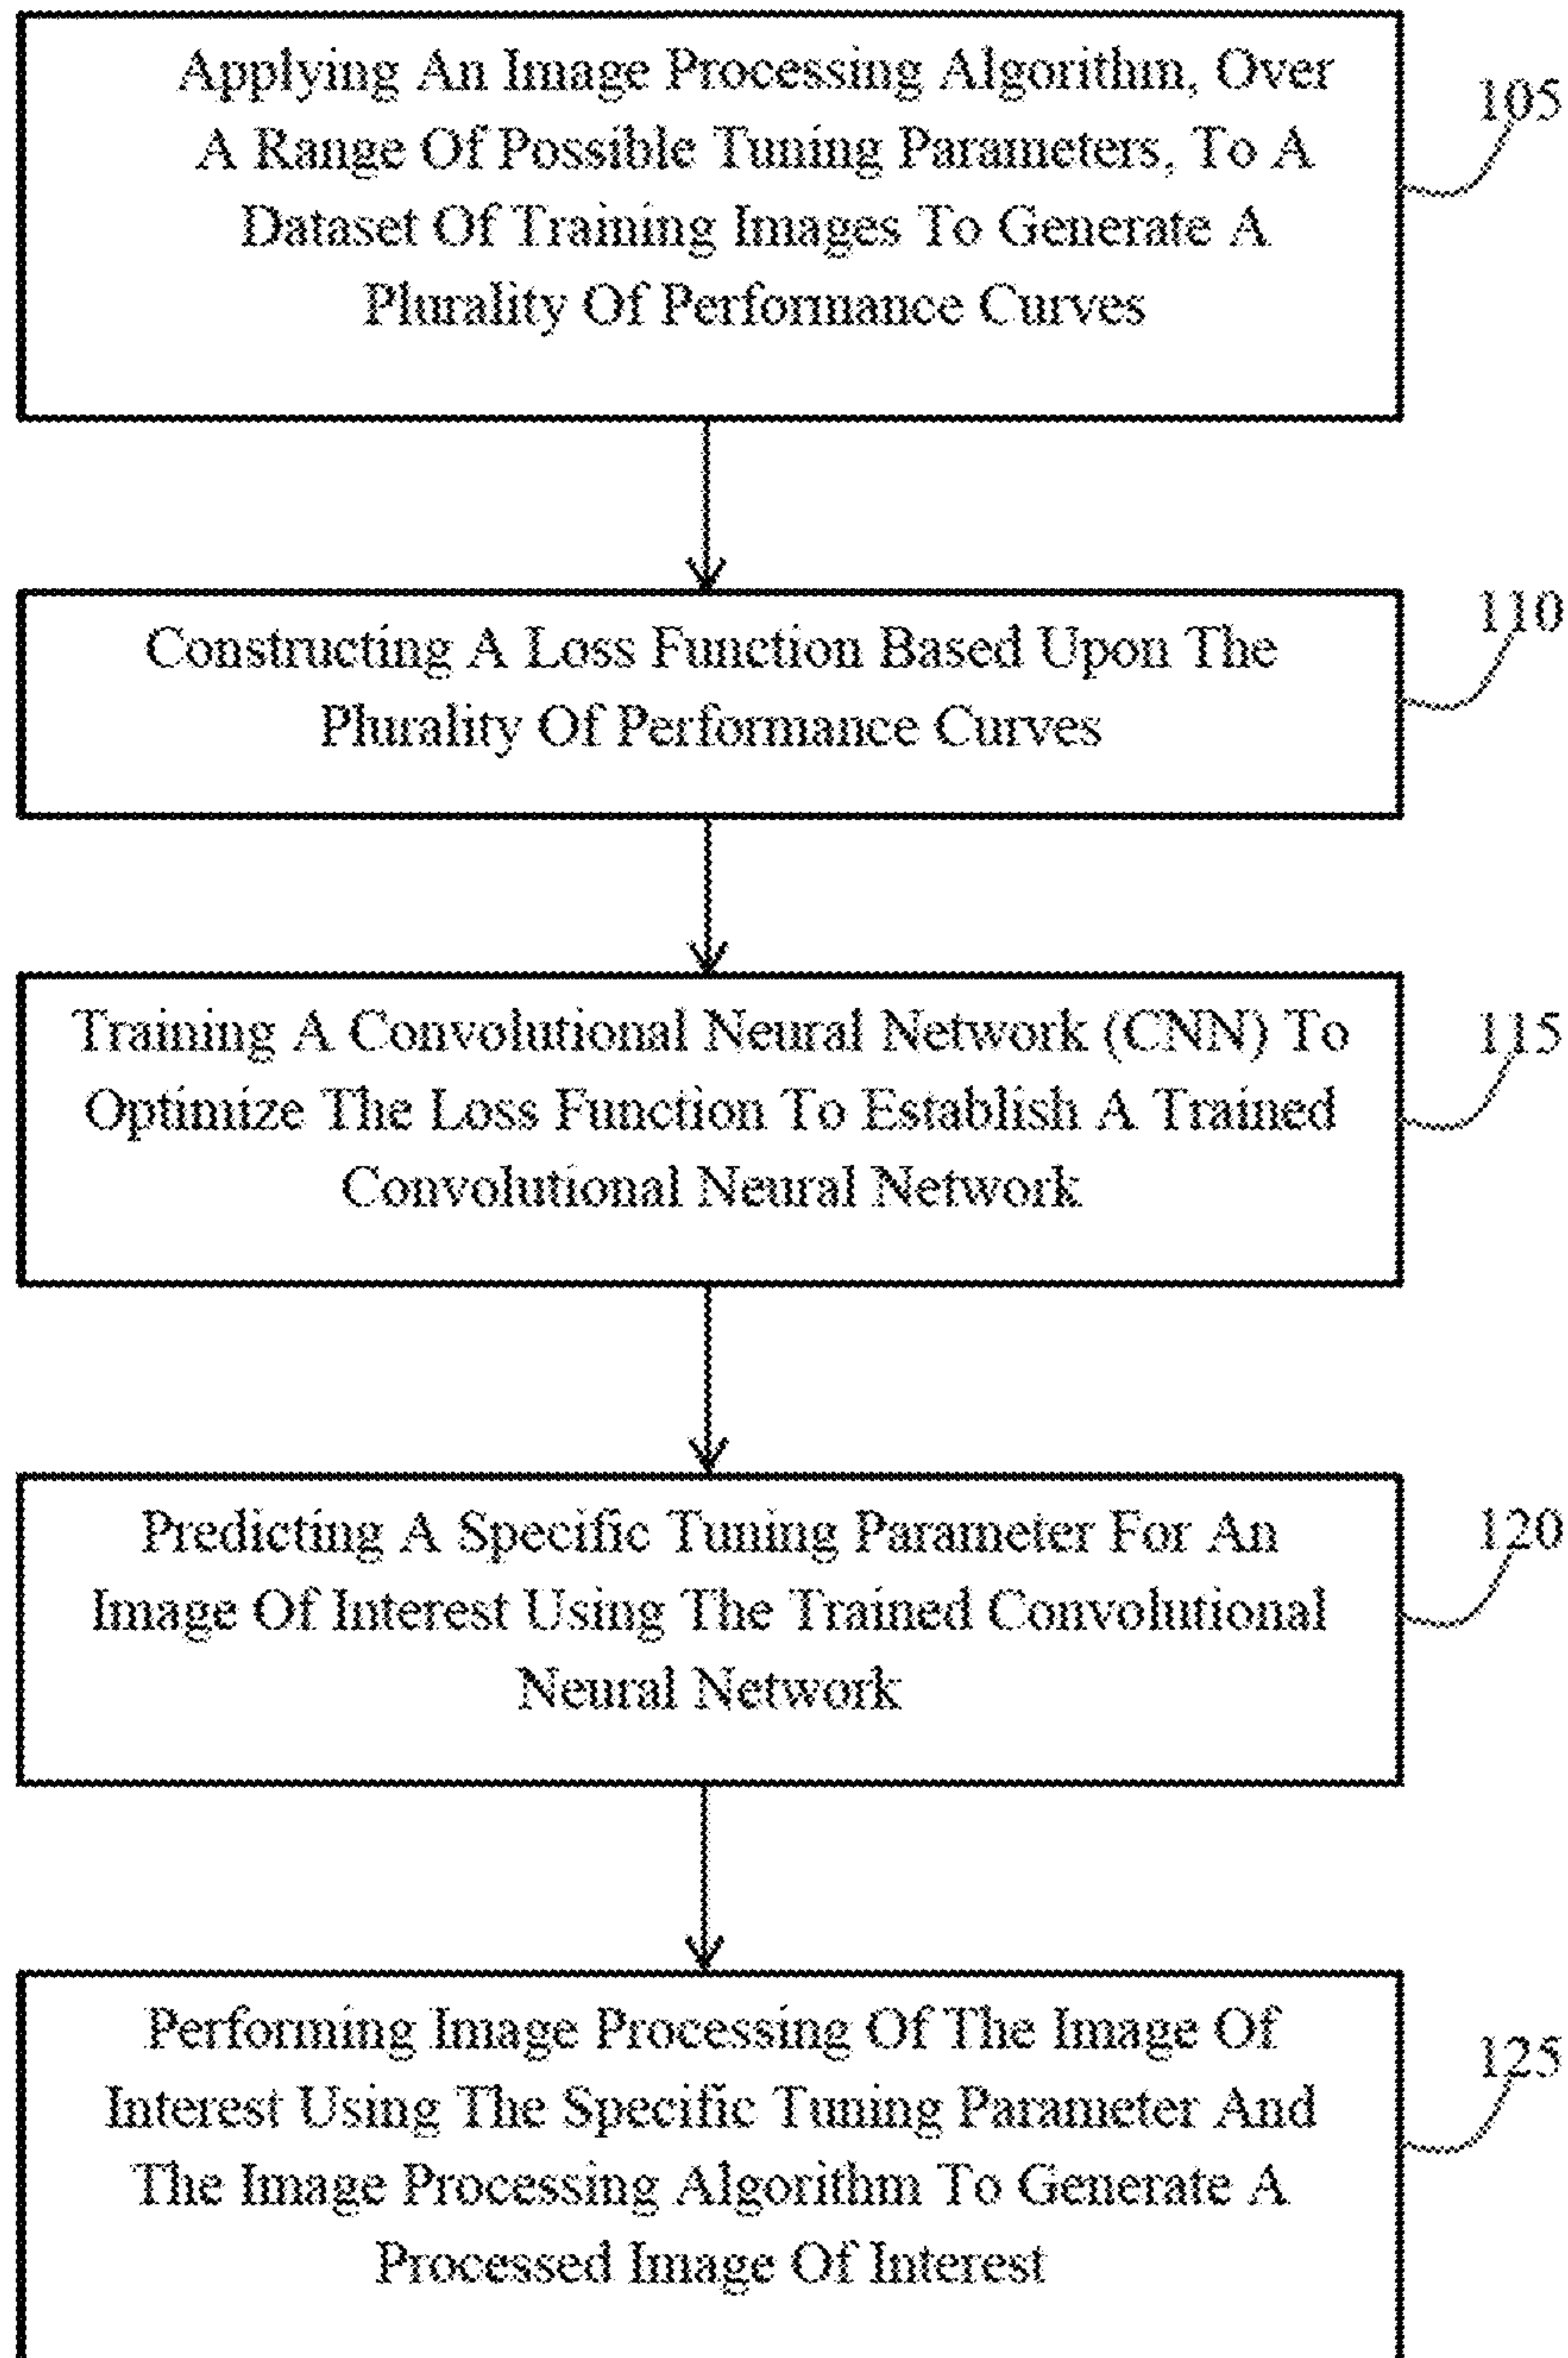 Applying An Image Processing Algorithm, Over
A Range Of Possible Tuning Parameters, To A
Dataset Of Training Images To Generate A
Plurality Of Performance Curves
105
Constructing A Loss Function Based Upon The
Plurality Of Performance Curves
110
Training A Convolutional Neural Network (CNN) To
Optimize The Loss Function To Establish A Trained
Convolutional Neural Network
115
Predicting A Specific Tuning Parameter For An
Image Of Interest Using The Trained Convolutional
Neural Network
120
Performing Image Processing Of The Image Of
Interest Using The Specific Tuning Parameter And
The Image Processing Algorithm To Generate A
Processed Image Of Interest
125